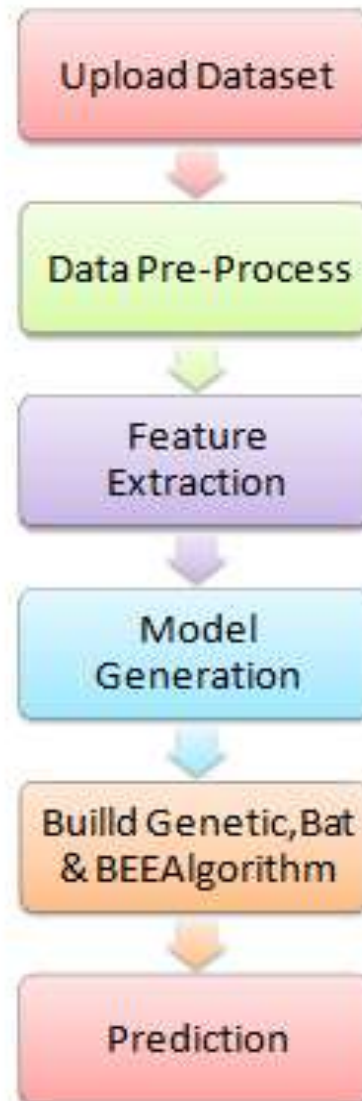 Upload Dataset
Data Pre-Process
Feature
Extraction
Model
Generation
Builld Genetic,Bat
& BEEAlgorithm
Prediction